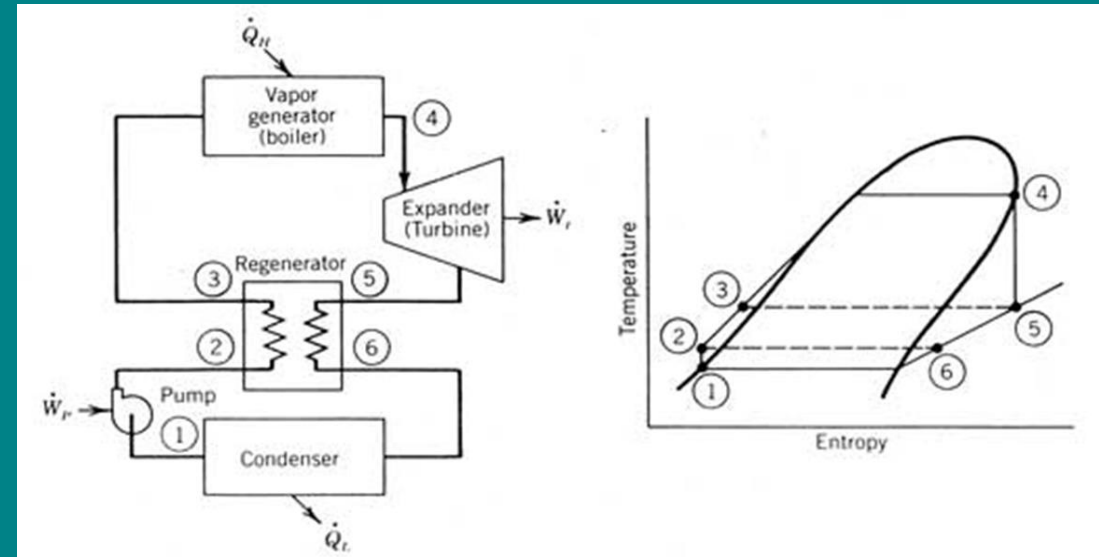 Q̇H
Vapor
generator
(boiler)
4
Expander
(Turbine)
Ẇt
Regenerator
3
5
2
6
Pump
ẆP
1
Condenser
Q̇L
Temperature
4
3
2
5
6
1
Entropy